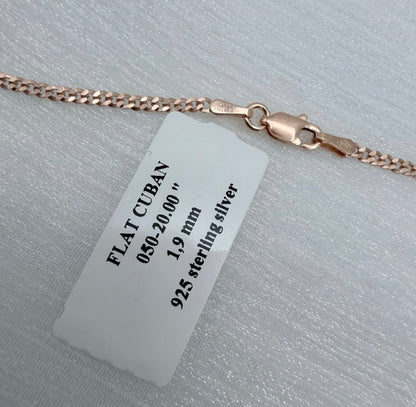 FLAT CUBAN
050-20.00 "
1,9 mm
925 sterling silver